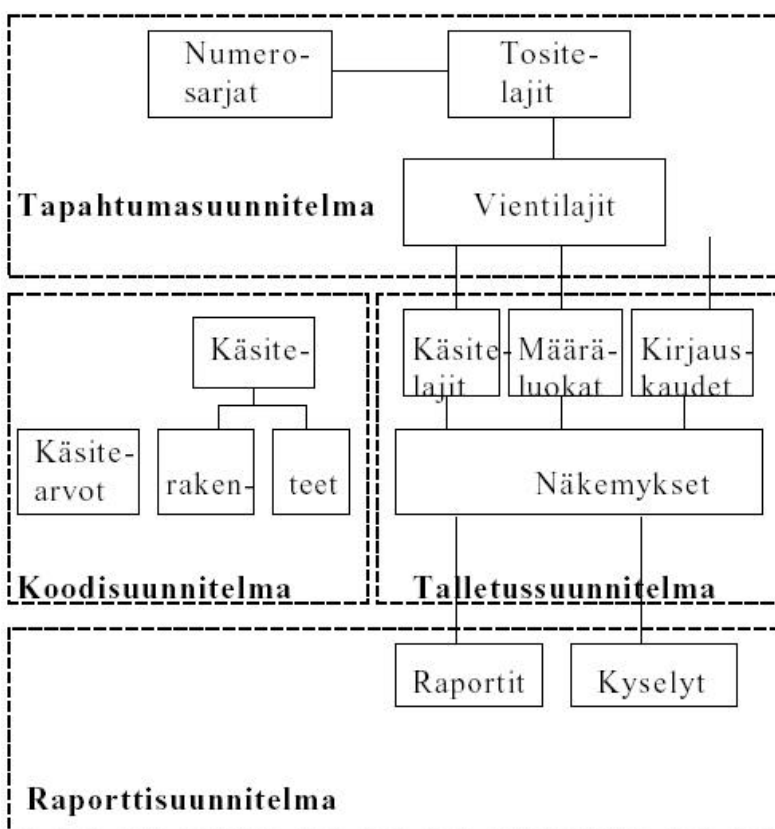 Numero-
sarjat
Tosite-
lajit
Tapahtumasuunnitelma
Vientilajit
Käsite-
Käsite-
arvot
raken-
teet
Koodisuunnitelma
Käsite-
lajit
Määrä-
luokat
Kirjaus-
kaudet
Näkemykset
Talletussuunnitelma
Raportit
Kyselyt
Raporttisuunnitelma